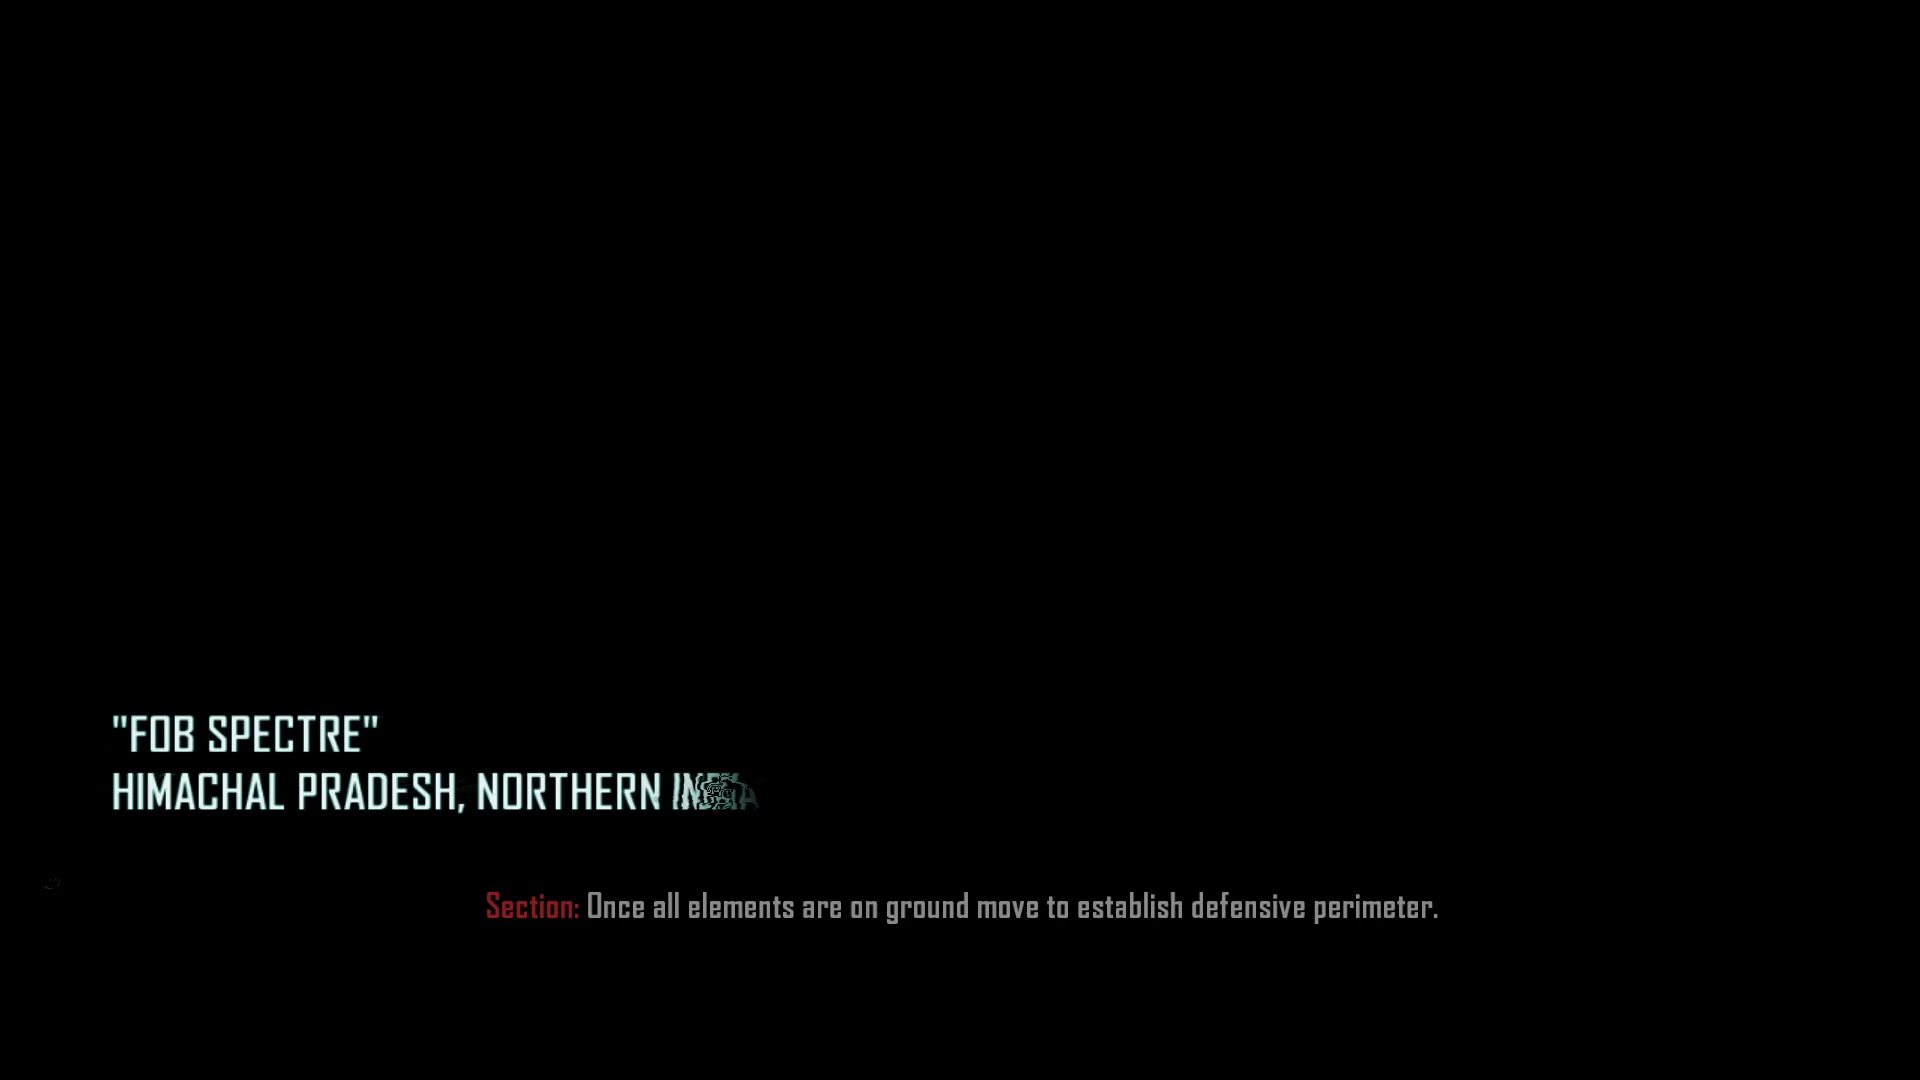 "FOB SPECTRE"
HIMACHAL PRADESH, NORTHERN
Section: Once all elements are on ground move to establish defensive perimeter.